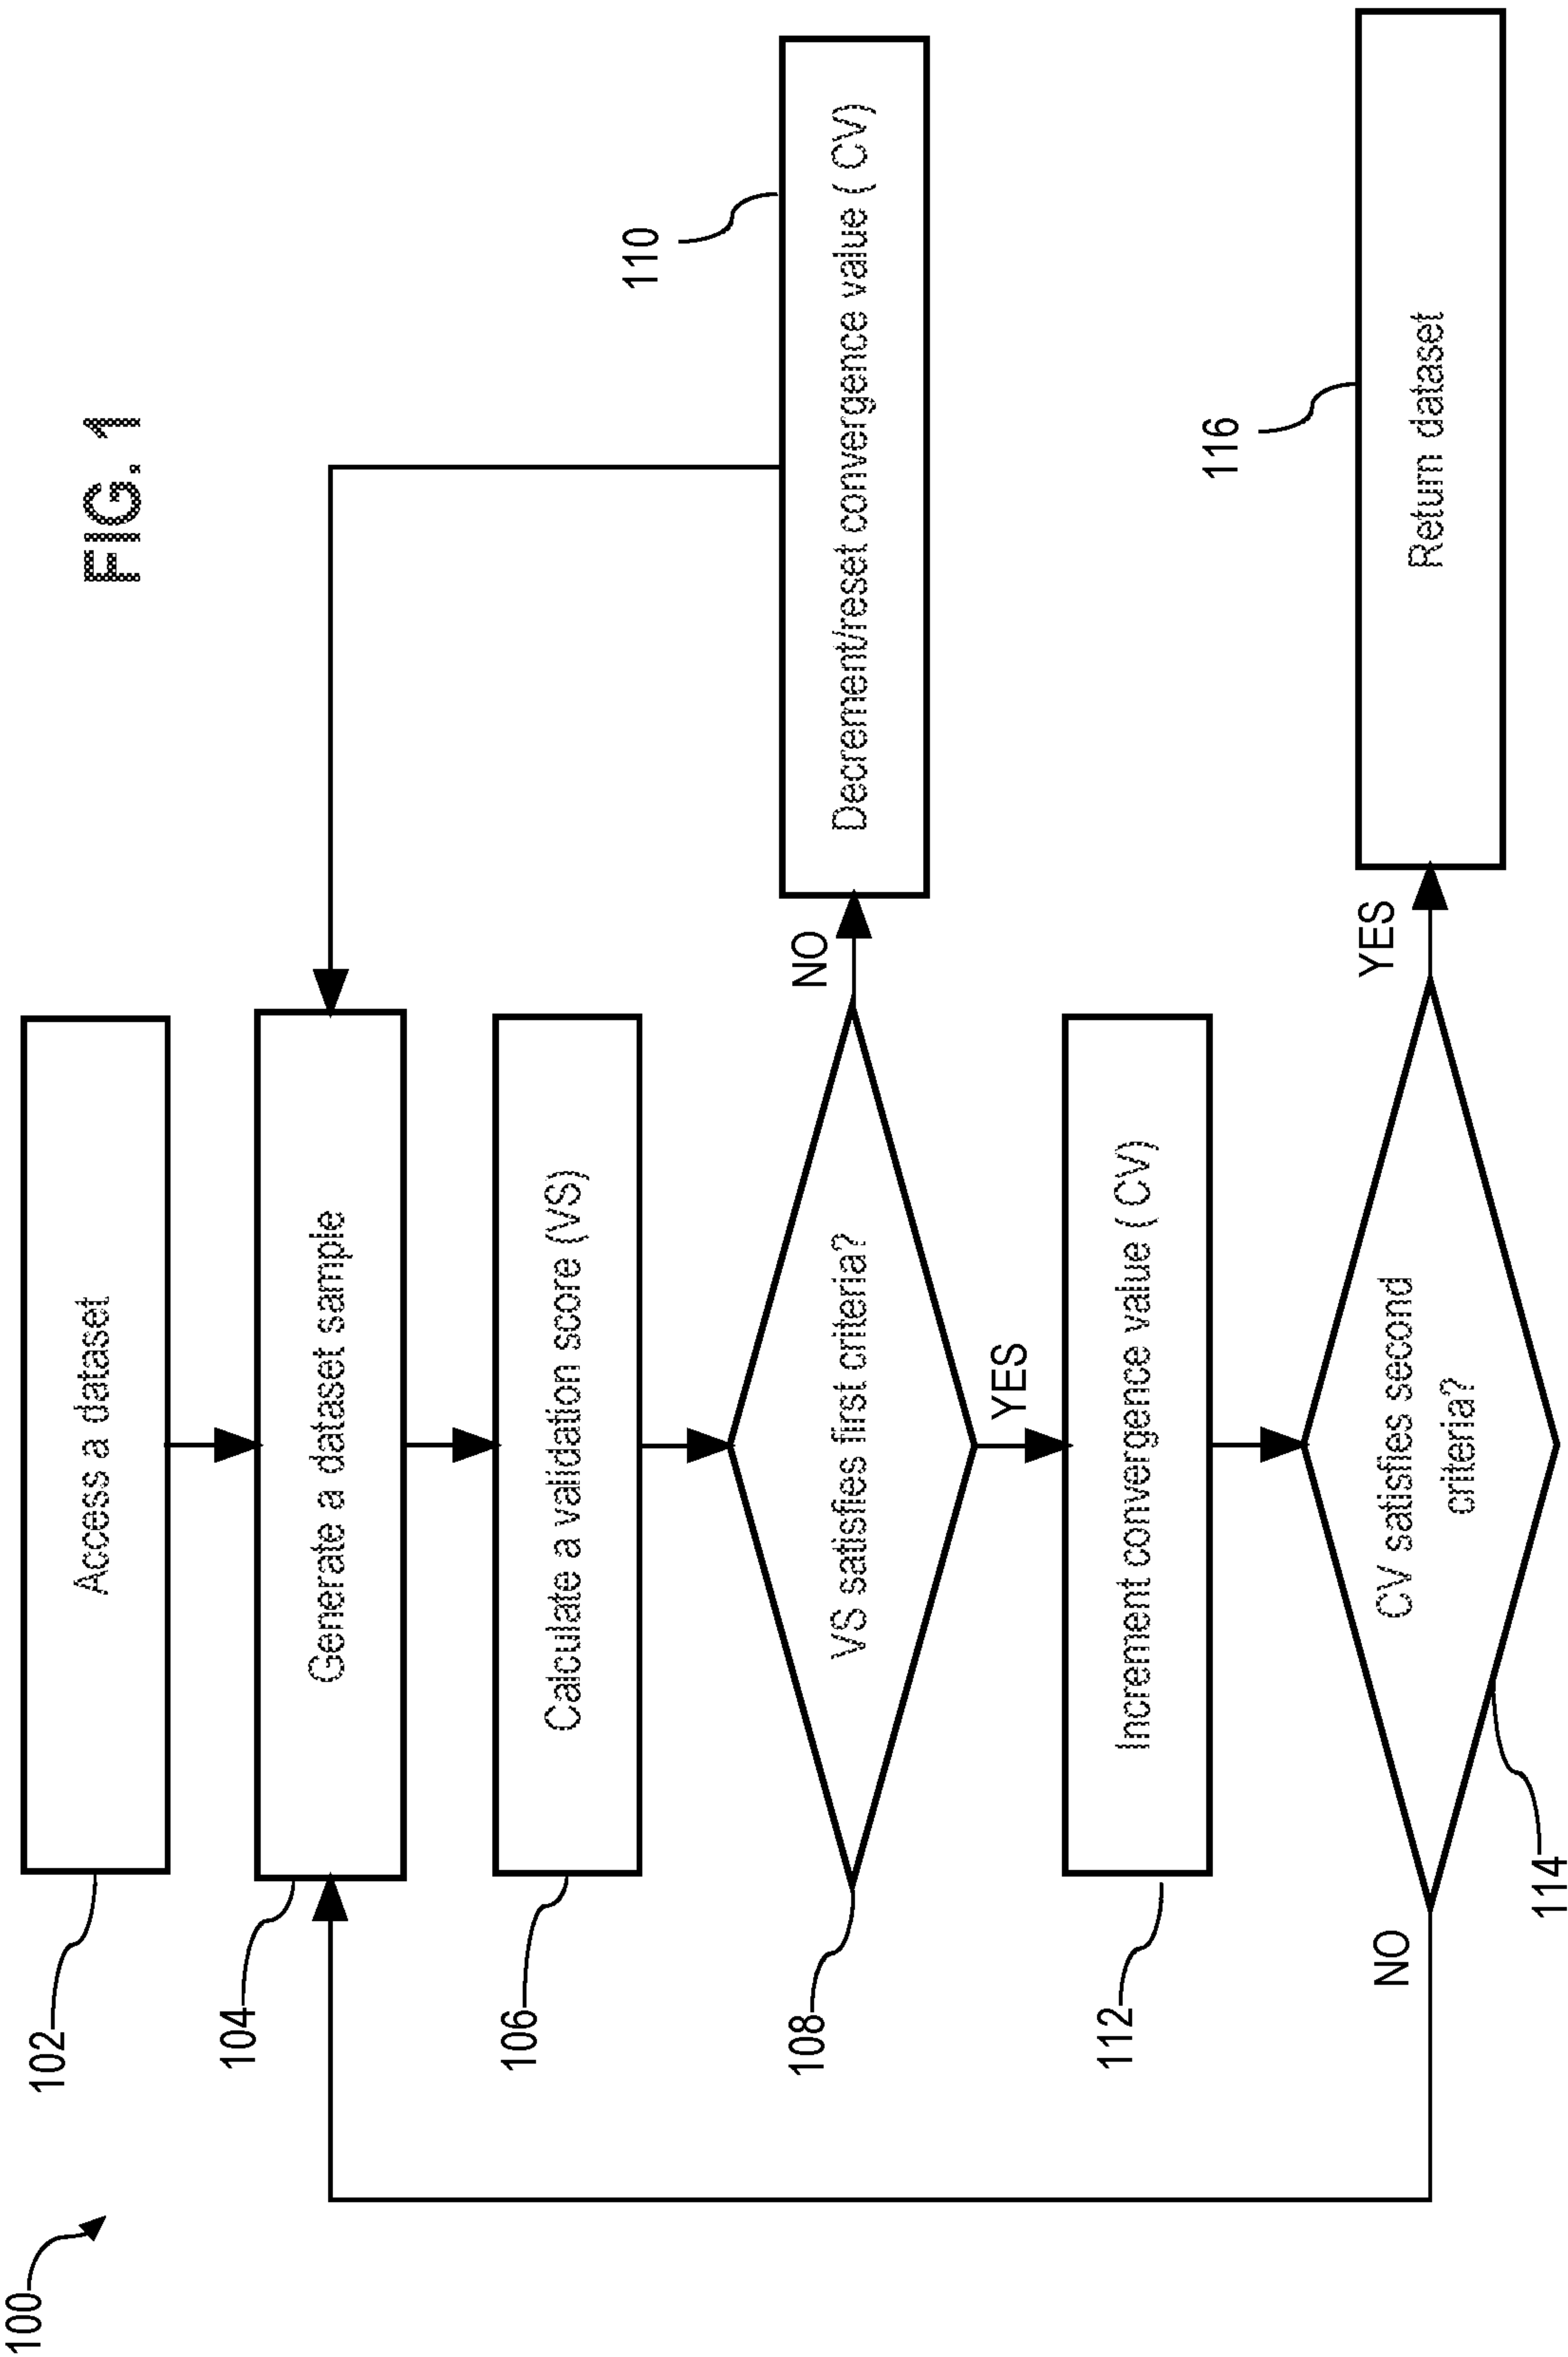 FIG. 1
100
102
Access a dataset
104
Generate a dataset sample
106
Calculate a validation score (VS)
108
VS satisfies first criteria?
NO
110
Decrement/reset convergence value ( CV)
YES
112
Increment convergence value ( CV)
114
CV satisfies second
criteria?
NO
YES
116
Return dataset